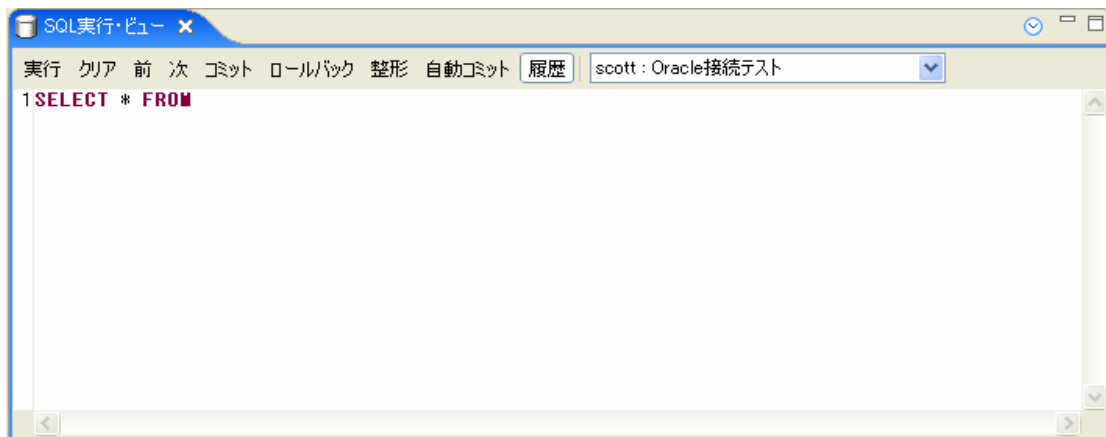 SQL実行・ビュー
実行 クリア 前 次 コミット ロールバック 整形 自動コミット 履歴 scott : Oracle接続テスト
1 SELECT * FROM